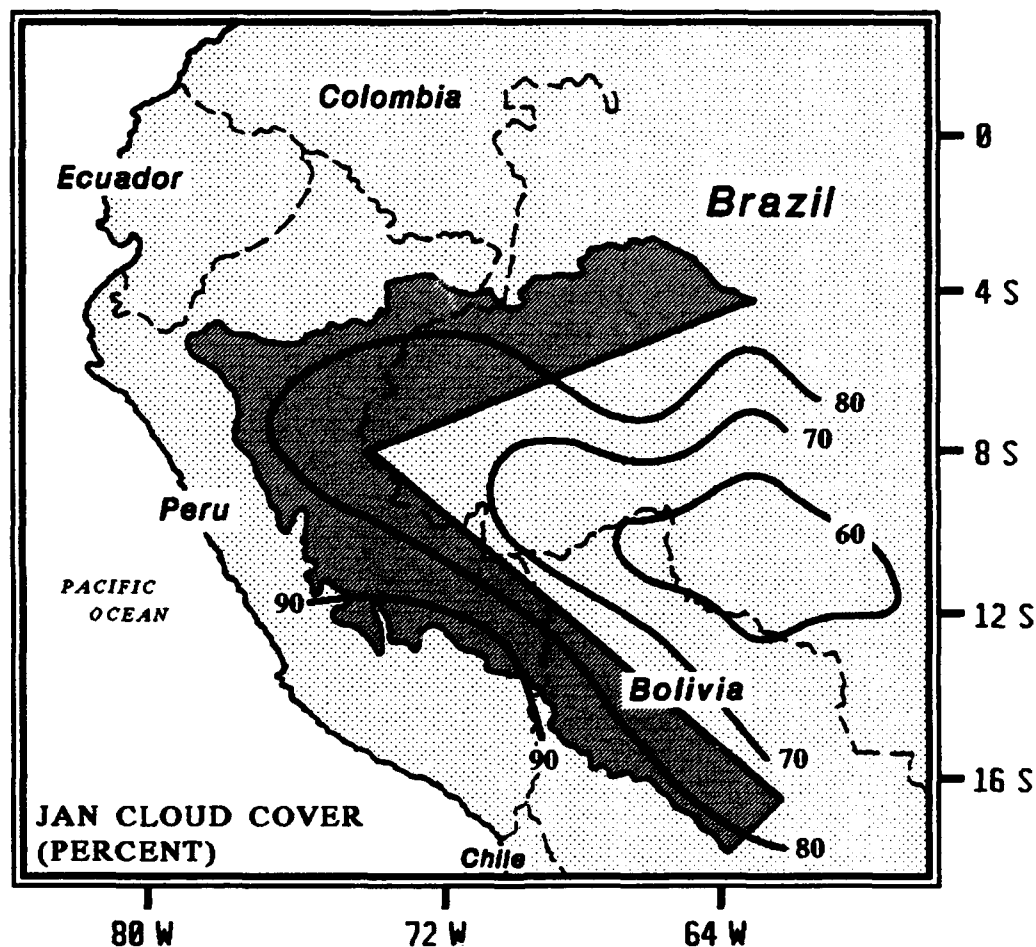 Colombia
0
Ecuador
Brazil
4 S
80
70
8 S
Peru
60
PACIFIC
OCEAN
90
12 S
Bolivia
90
70
16 S
JAN CLOUD COVER
(PERCENT)
80
Chile
80 W
72 W
64 W